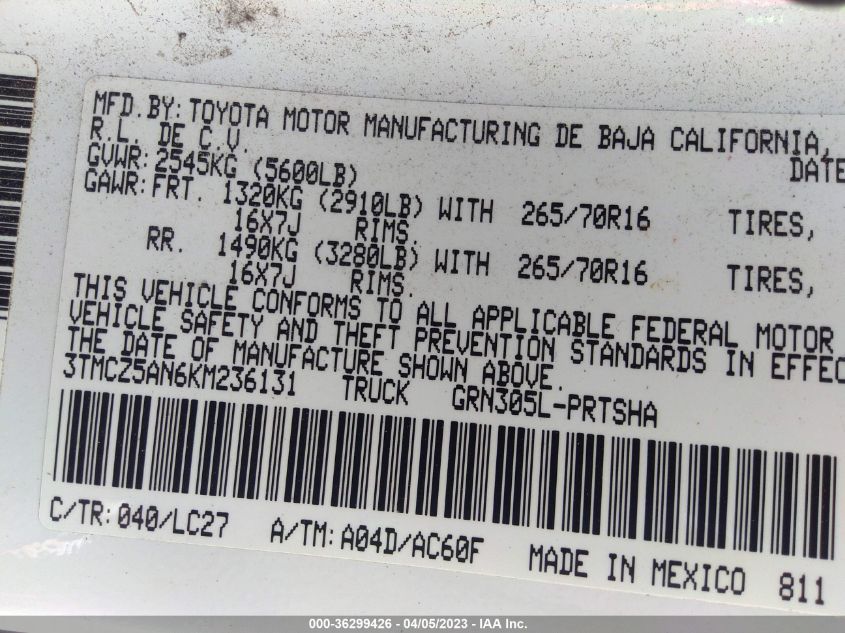 MFD.BY:TOYOTA MOTOR MANUFACTURING DE BAJA CALIFORNIA,
R.L. DE C.V. DATE
GVWR:2545KG (5600LB)
GAWR:FRT. 1320KG (2910LB) WITH 265/70R16 TIRES,
16X7J RIMS.
RR. 1490KG (3280LB) WITH 265/70R16 TIRES,
16X7J RIMS.
THIS VEHICLE CONFORMS TO ALL APPLICABLE FEDERAL MOTOR
VEHICLE SAFETY AND THEFT PREVENTION STANDARDS IN EFFEC
THE DATE OF MANUFACTURE SHOWN ABOVE.
3TMCZ5AN6KM236131 TRUCK GRN305L-PRTSHA
C/TR:040/LC27 A/TM:A04D/AC60F MADE IN MEXICO 811
000-36299426 - 04/05/2023 - IAA Inc.